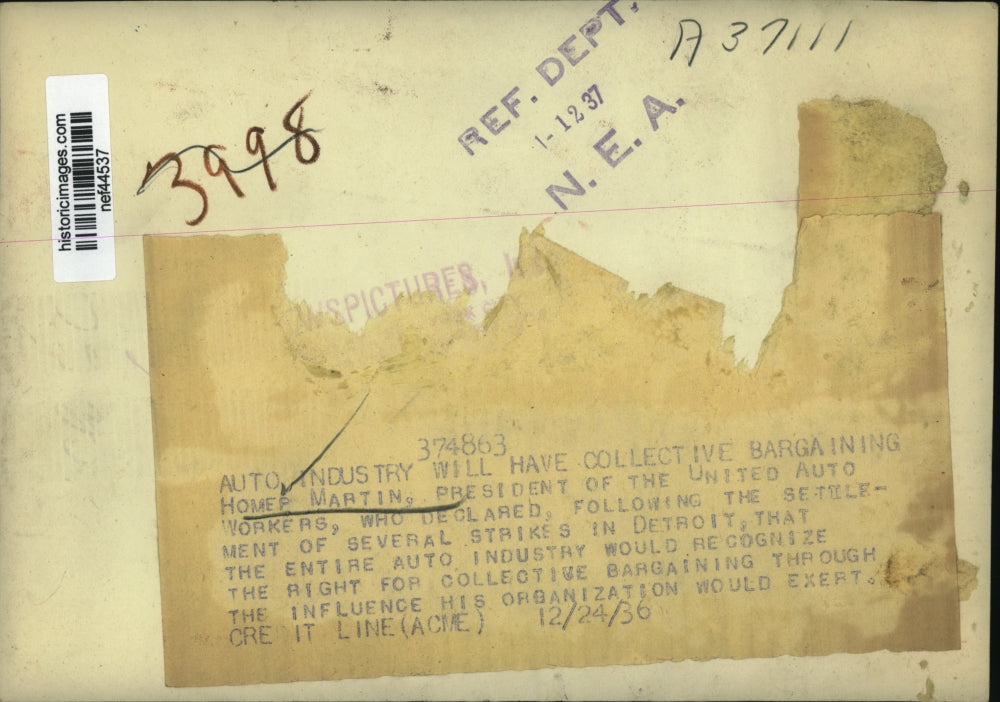 A37111
REF. DEPT.
1-12 37
N. E. A.
historicimages.com
nef44537
3998
SPICTURES,
374863
AUTO INDUSTRY WILL HAVE COLLECTIVE BARGAINING
HOMER MARTIN, PRESIDENT OF THE UNITED AUTO
WORKERS, WHO DECLARED, FOLLOWING THE SETTLE-
MENT OF SEVERAL STRIKES IN DETROIT, THAT
THE ENTIRE AUTO INDUSTRY WOULD RECOGNIZE
THE RIGHT FOR COLLECTIVE BARGAINING THROUGH
THE INFLUENCE HIS ORGANIZATION WOULD EXERT.
CREDIT LINE (ACME) 12/24/36